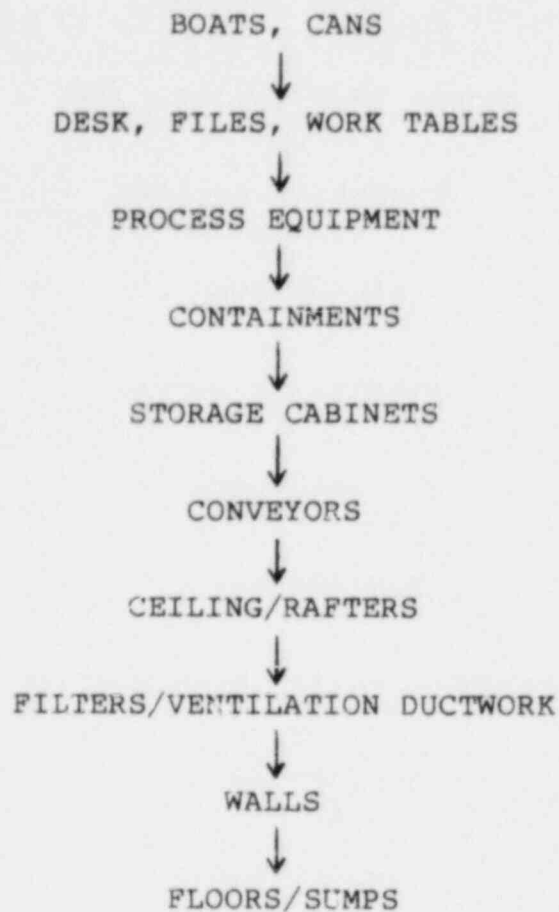 BOATS, CANS
DESK, FILES, WORK TABLES
PROCESS EQUIPMENT
CONTAINMENTS
STORAGE CABINETS
CONVEYORS
CEILING/RAFTERS
FILTERS/VENTILATION DUCTWORK
WALLS
FLOORS/SUMPS